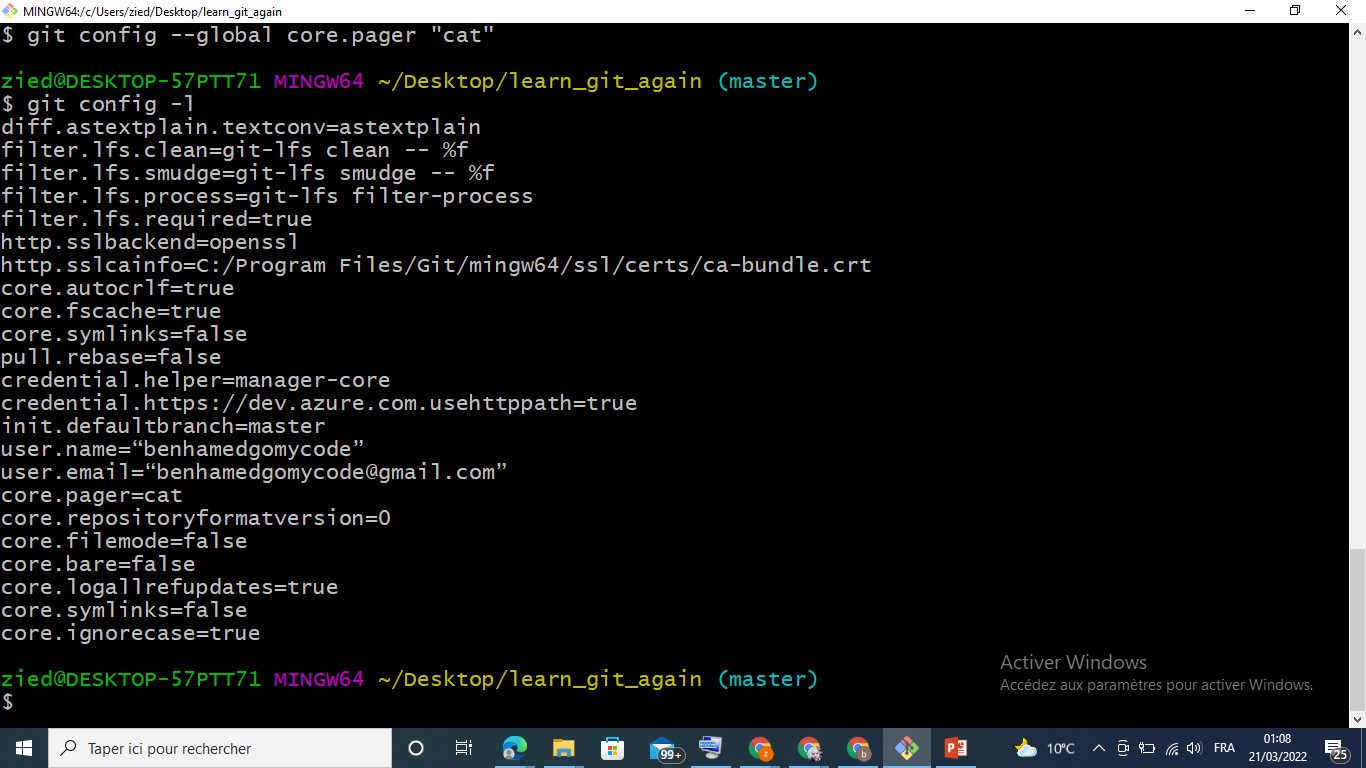 MINGW64:/c/Users/zied/Desktop/learn_git_again
$ git config --global core.pager "cat"
zied@DESKTOP-57PTT71 MINGW64 ~/Desktop/learn_git_again (master)
$ git config -l
diff.astextplain.textconv=astextplain
filter.lfs.clean=git-lfs clean -- %f
filter.lfs.smudge=git-lfs smudge -- %f
filter.lfs.process=git-lfs filter-process
filter.lfs.required=true
http.sslbackend=openssl
http.sslcainfo=C:/Program Files/Git/mingw64/ssl/certs/ca-bundle.crt
core.autocrlf=true
core.fscache=true
core.symlinks=false
pull.rebase=false
credential.helper=manager-core
credential.https://dev.azure.com.usehttppath=true
init.defaultbranch=master
user.name=“benhamedgomycode”
user.email=“benhamedgomycode@gmail.com”
core.pager=cat
core.repositoryformatversion=0
core.filemode=false
core.bare=false
core.logallrefupdates=true
core.symlinks=false
core.ignorecase=true
zied@DESKTOP-57PTT71 MINGW64 ~/Desktop/learn_git_again (master)
$
Activer Windows
Accédez aux paramètres pour activer Windows.
Taper ici pour rechercher
99+
z
b
10°C
FRA
01:08
21/03/2022
25